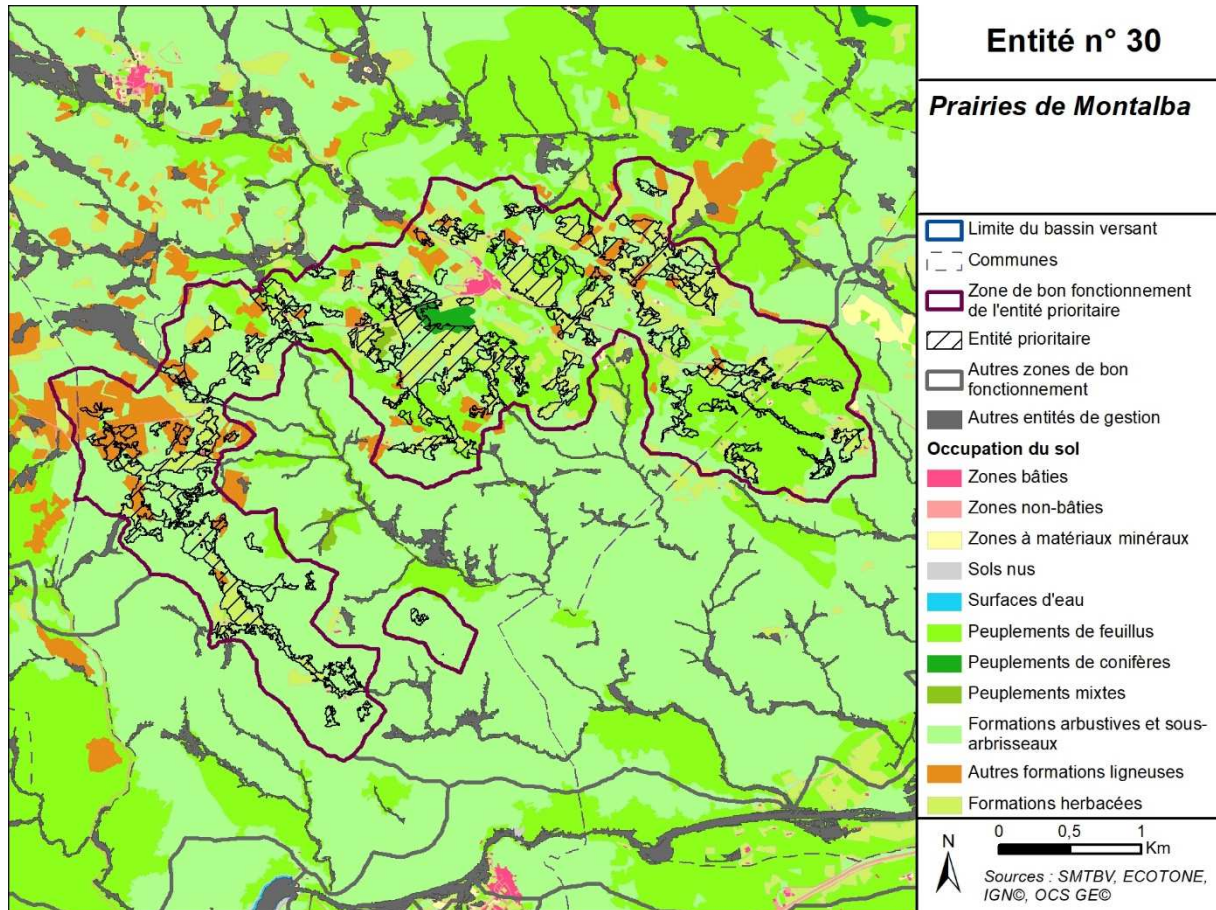 Entité n° 30
Prairies de Montalba
Limite du bassin versant
Communes
Zone de bon fonctionnement
de l'entité prioritaire
Entité prioritaire
Autres zones de bon
fonctionnement
Autres entités de gestion
Occupation du sol
Zones bâties
Zones non-bâties
Zones à matériaux minéraux
Sols nus
Surfaces d'eau
Peuplements de feuillus
Peuplements de conifères
Peuplements mixtes
Formations arbustives et sous-
arbrisseaux
Autres formations ligneuses
Formations herbacées
N
0 0,5 1
Km
Sources : SMTBV, ECOTONE,
IGN©, OCS GE©